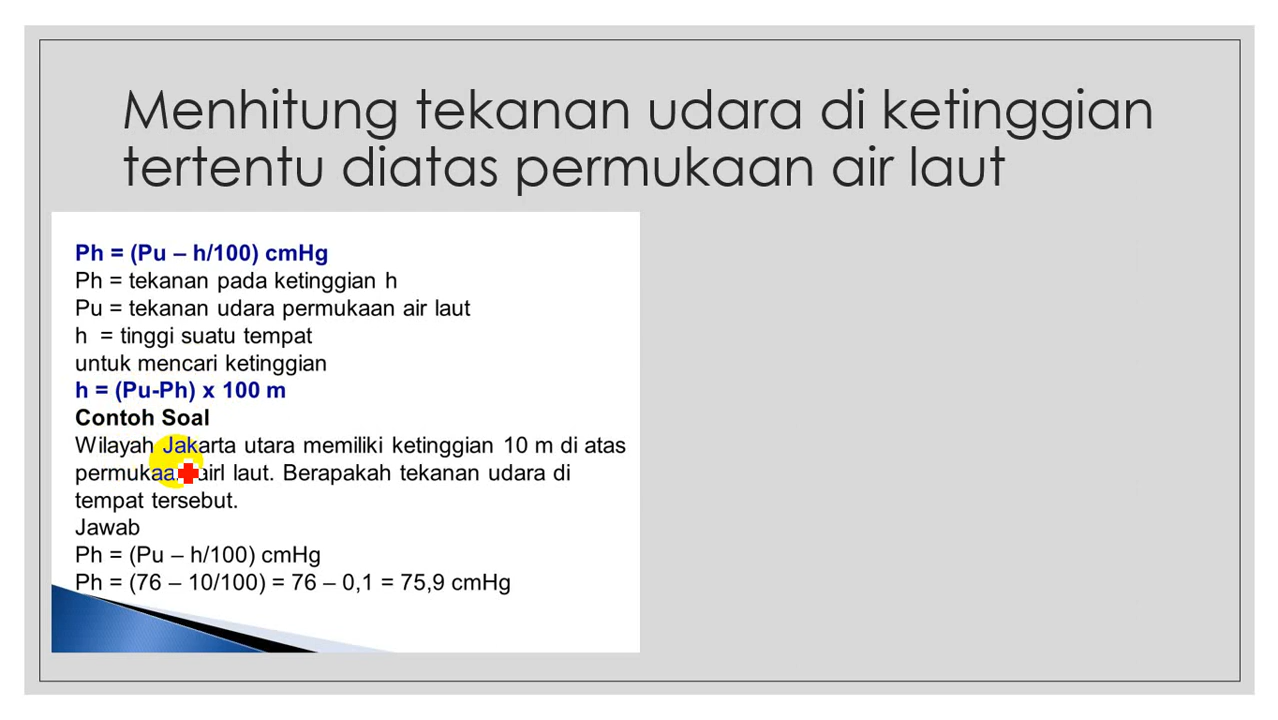 Menhitung tekanan udara di ketinggian
tertentu diatas permukaan air laut
Ph = (Pu – h/100) cmHg
Ph = tekanan pada ketinggian h
Pu = tekanan udara permukaan air laut
h = tinggi suatu tempat
untuk mencari ketinggian
h = (Pu-Ph) x 100 m
Contoh Soal
Wilayah Jakarta utara memiliki ketinggian 10 m di atas
permukaan airl laut. Berapakah tekanan udara di
tempat tersebut.
Jawab
Ph = (Pu – h/100) cmHg
Ph = (76 – 10/100) = 76 – 0,1 = 75,9 cmHg